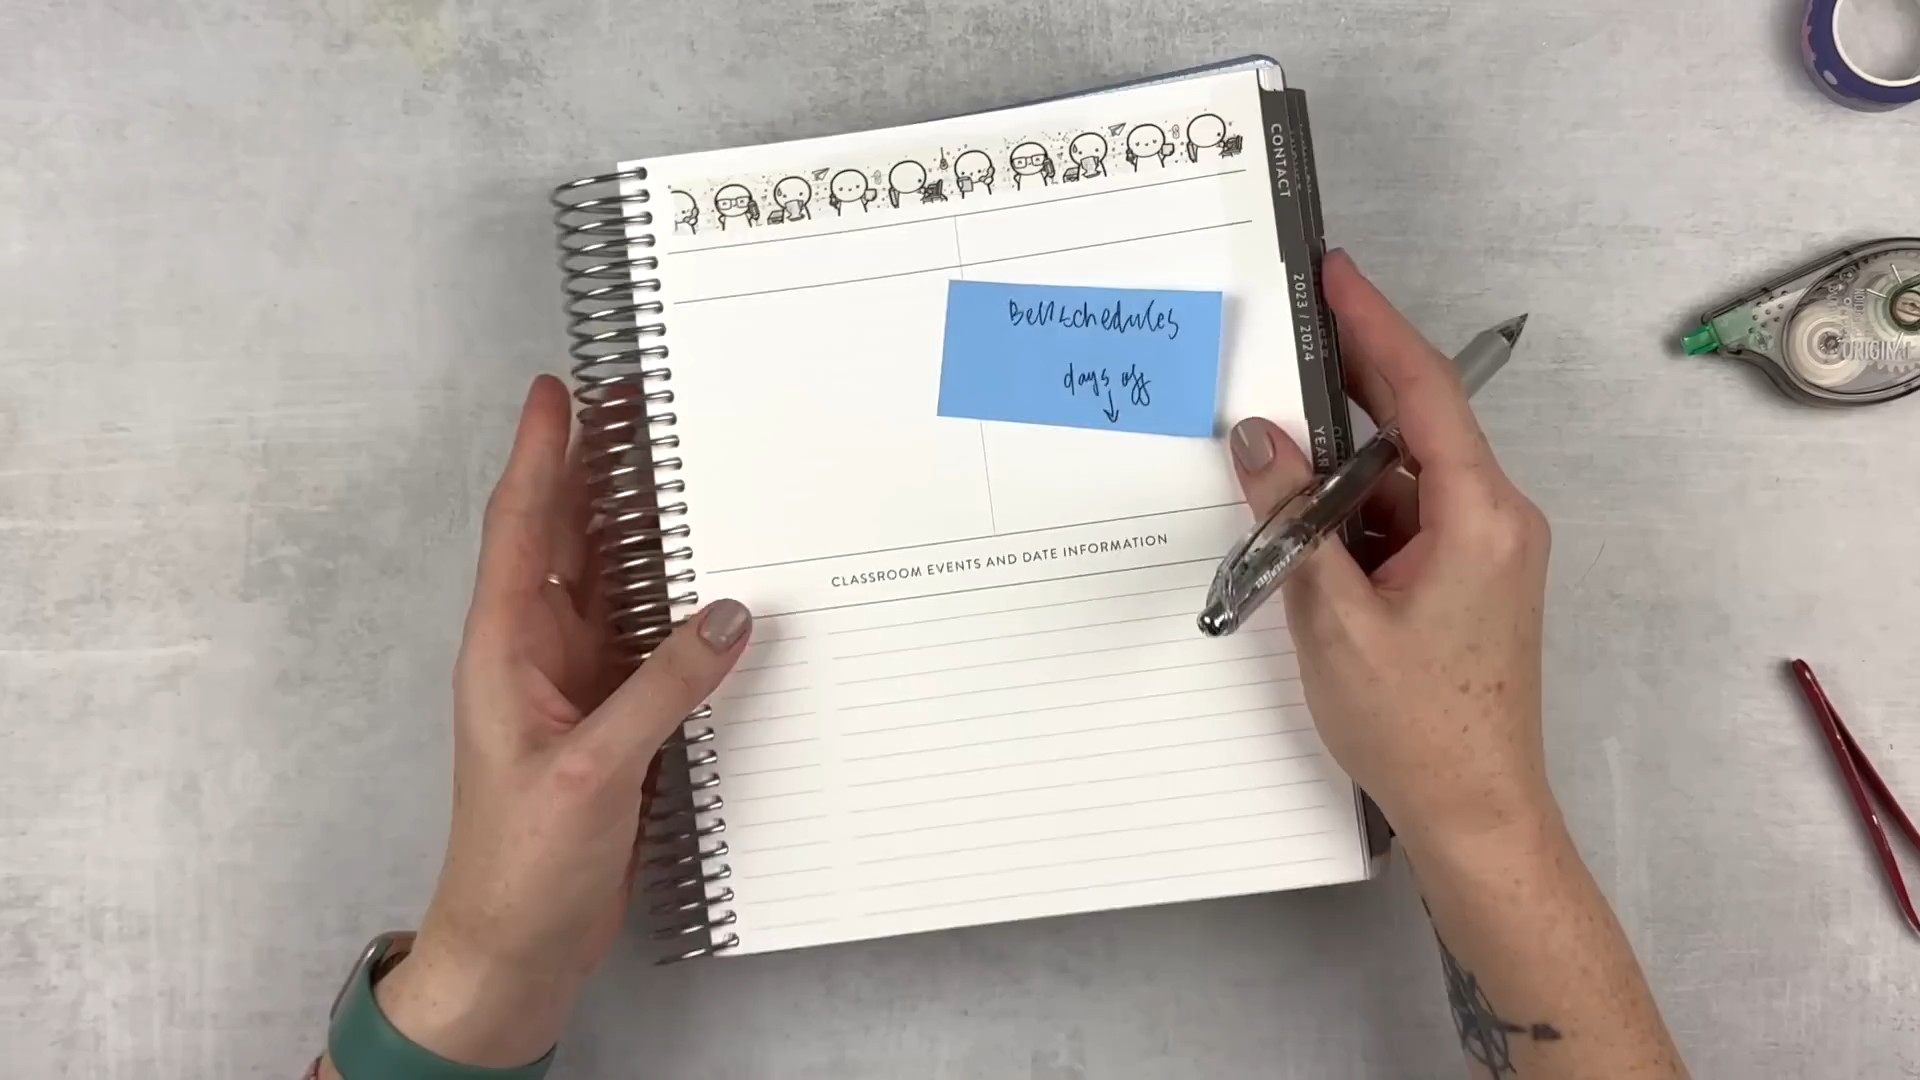 CONTACT
2023 / 2024
YEAR
Bell schedules
days off
CLASSROOM EVENTS AND DATE INFORMATION
ORIGINAL